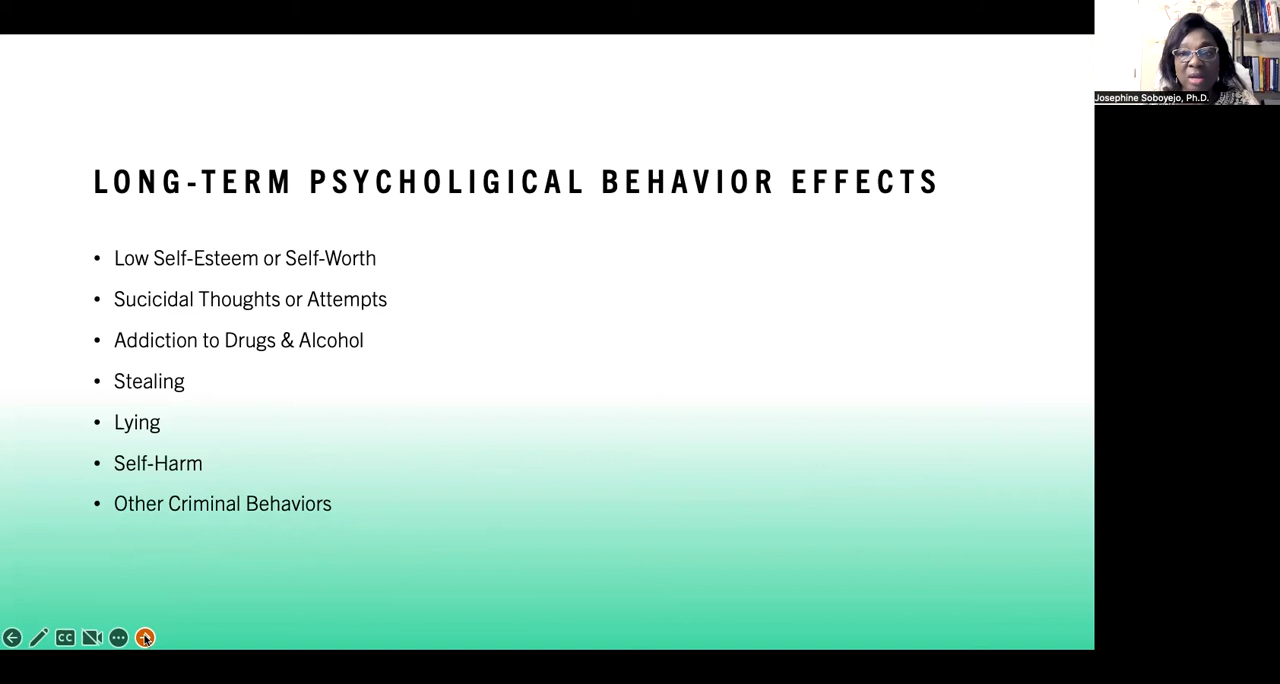 Josephine Soboyejo, Ph.D.
LONG-TERM PSYCHOLIGICAL BEHAVIOR EFFECTS
• Low Self-Esteem or Self-Worth
• Sucicidal Thoughts or Attempts
• Addiction to Drugs & Alcohol
• Stealing
• Lying
• Self-Harm
• Other Criminal Behaviors
CC